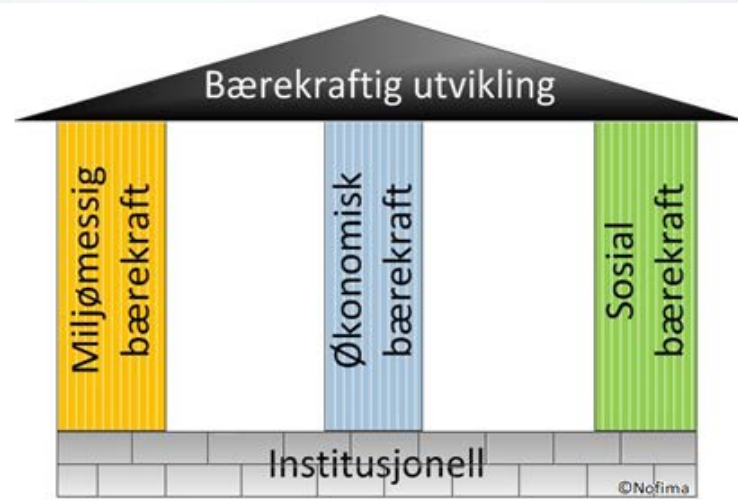 Bærekraftig utvikling
Miljømessig
bærekraft
Økonomisk
bærekraft
Sosial
bærekraft
Institusjonell
©Nofima